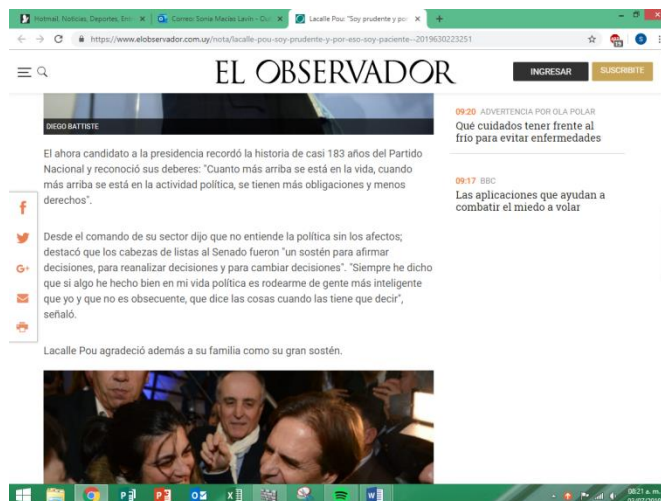 Hotmail, Noticias, Deportes, Entr
Correo: Sonia Macías Lavín - Out
Lacalle Pou: "Soy prudente y por
https://www.elobservador.com.uy/nota/lacalle-pou-soy-prudente-y-por-eso-soy-paciente--2019630223251
EL OBSERVADOR
INGRESAR
SUSCRIBITE
DIEGO BATTISTE
El ahora candidato a la presidencia recordó la historia de casi 183 años del Partido
Nacional y reconoció sus deberes: "Cuanto más arriba se está en la vida, cuando
más arriba se está en la actividad política, se tienen más obligaciones y menos
derechos".
Desde el comando de su sector dijo que no entiende la política sin los afectos;
destacó que los cabezas de listas al Senado fueron "un sostén para afirmar
decisiones, para reanalizar decisiones y para cambiar decisiones". "Siempre he dicho
que si algo he hecho bien en mi vida política es rodearme de gente más inteligente
que yo y que no es obsecuente, que dice las cosas cuando las tiene que decir",
señaló.
Lacalle Pou agradeció además a su familia como su gran sostén.
09:20 ADVERTENCIA POR OLA POLAR
Qué cuidados tener frente al
frío para evitar enfermedades
09:17 BBC
Las aplicaciones que ayudan a
combatir el miedo a volar
08:21 a.m.